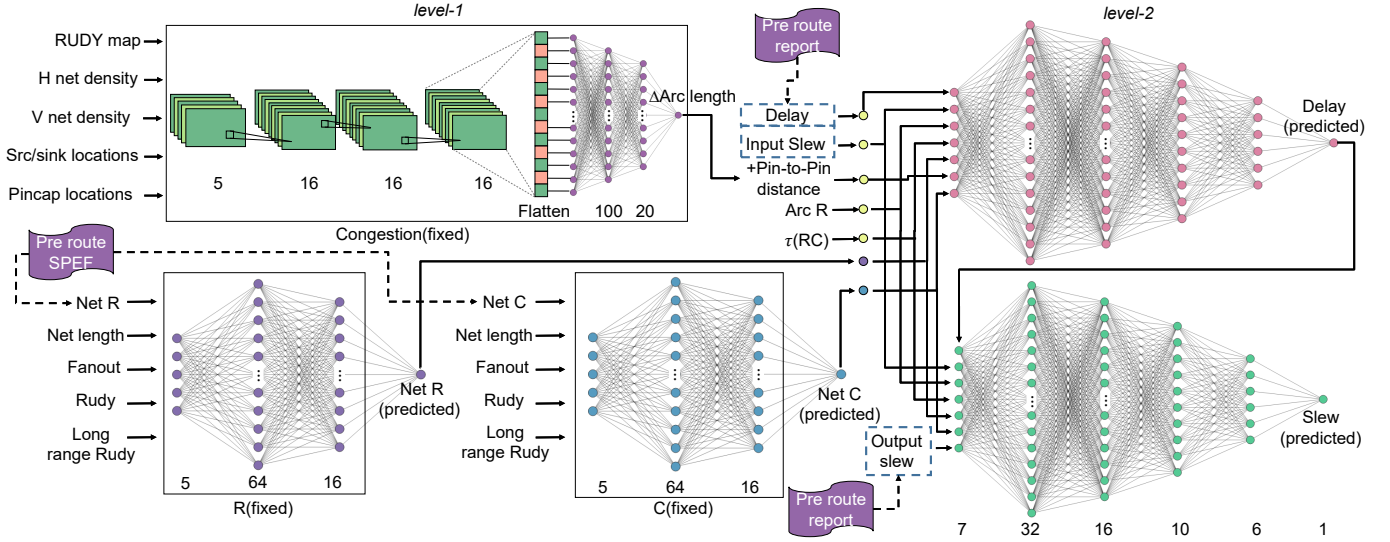 level-1
RUDY map
H net density
V net density
Src/sink locations
Pincap locations
5
16
16
16
Flatten
100
20
ΔArc length
Congestion(fixed)
Pre route
report
Delay
Input Slew
+Pin-to-Pin
distance
Arc R
τ(RC)
level-2
Delay
(predicted)
Pre route
SPEF
Net R
Net length
Fanout
Rudy
Long
range Rudy
5
64
16
R(fixed)
Net R
(predicted)
Net C
Net length
Fanout
Rudy
Long
range Rudy
5
64
16
C(fixed)
Net C
(predicted)
Output
slew
Pre route
report
Slew
(predicted)
7
32
16
10
6
1